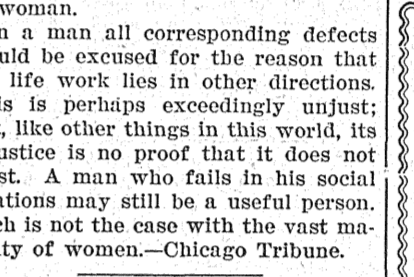 woman.
n a man all corresponding defects
uld be excused for the reason that
life work lies in other directions.
is is perhaps exceedingly unjust;
, like other things in this world, its
ustice is no proof that it does not
st. A man who fails in his social
ations may still be a useful person.
ch is not the case with the vast ma-
ity of women.—Chicago Tribune.